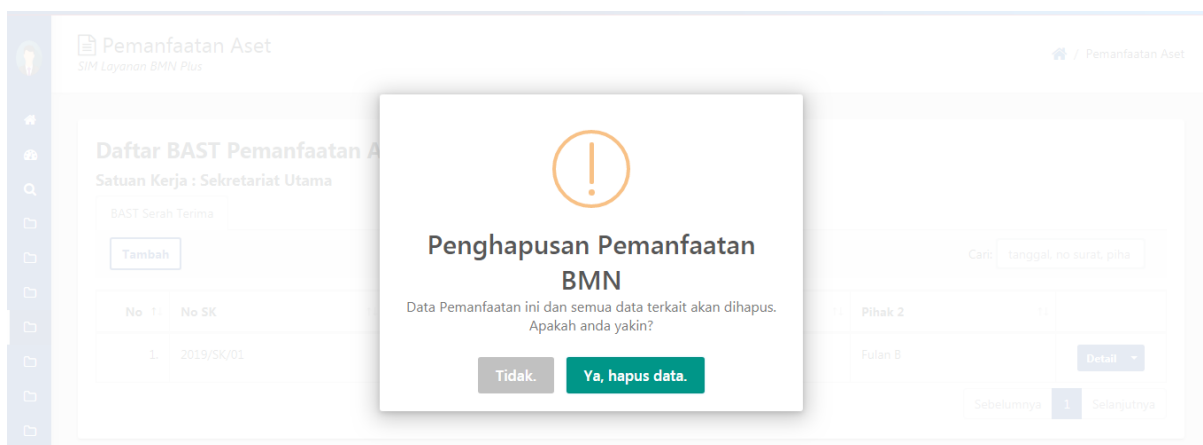 Pemanfaatan Aset
SIM Layanan BMN Plus
/ Pemanfaatan Aset
Daftar BAST Pemanfaatan A
Satuan Kerja : Sekretariat Utama
BAST Serah Terima
Tambah
Cari: tanggal, no surat, piha
No No SK Pihak 2
1. 2019/SK/01 Fulan B Detail
Sebelumnya 1 Selanjutnya
Penghapusan Pemanfaatan
BMN
Data Pemanfaatan ini dan semua data terkait akan dihapus.
Apakah anda yakin?
Tidak. Ya, hapus data.